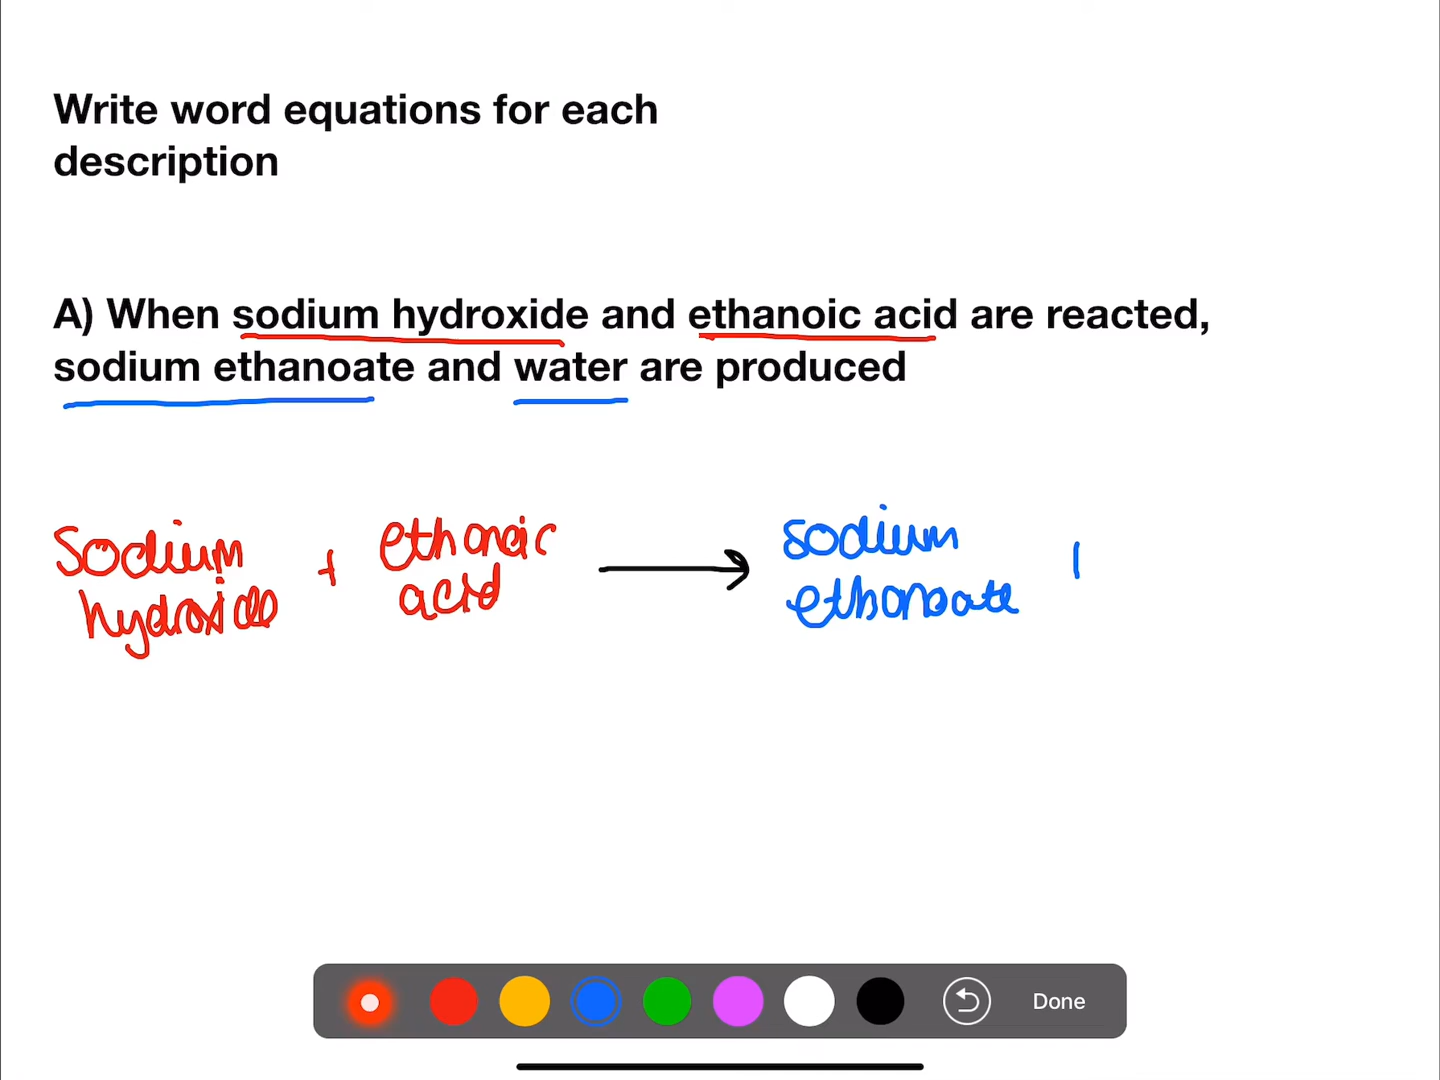 Write word equations for each
description
A) When sodium hydroxide and ethanoic acid are reacted,
sodium ethanoate and water are produced
Sodium hydroxide + ethanoic acid → sodium ethanoate
Done